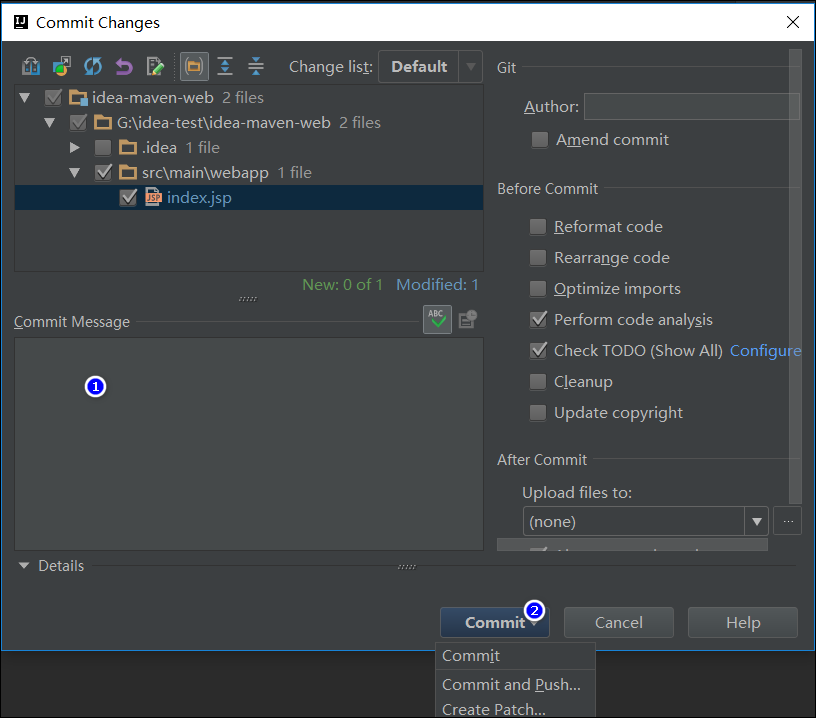 Commit Changes
Change list: Default
idea-maven-web 2 files
G:\idea-test\idea-maven-web 2 files
.idea 1 file
src\main\webapp 1 file
JSP index.jsp
New: 0 of 1 Modified: 1
Commit Message
ABC
1
Details
Git
Author:
Amend commit
Before Commit
Reformat code
Rearrange code
Optimize imports
Perform code analysis
Check TODO (Show All) Configure
Cleanup
Update copyright
After Commit
Upload files to:
(none)
...
2
Commit Cancel Help
Commit
Commit and Push...
Create Patch...